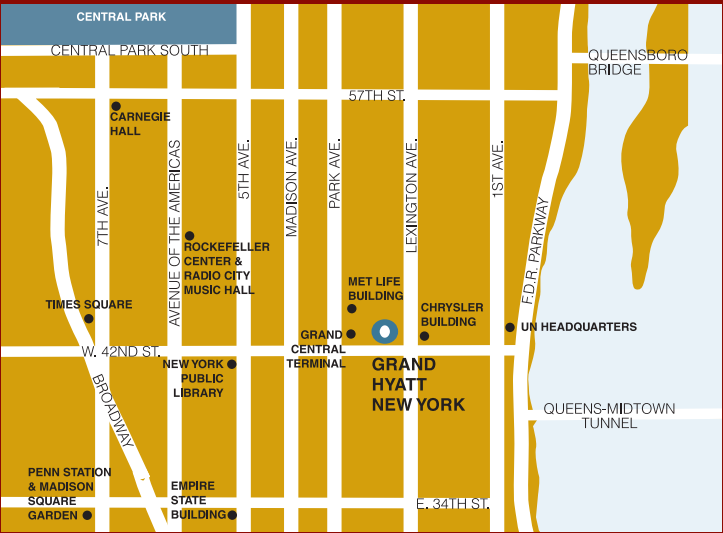 CENTRAL PARK
CENTRAL PARK SOUTH
QUEENSBORO
BRIDGE
57TH ST.
CARNEGIE
HALL
7TH AVE.
AVENUE OF THE AMERICAS
5TH AVE.
MADISON AVE.
PARK AVE.
LEXINGTON AVE.
1ST AVE.
F.D.R. PARKWAY
ROCKEFELLER
CENTER &
RADIO CITY
MUSIC HALL
MET LIFE
BUILDING
TIMES SQUARE
CHRYSLER
BUILDING
UN HEADQUARTERS
GRAND
CENTRAL
TERMINAL
W. 42ND ST.
NEW YORK
PUBLIC
LIBRARY
GRAND
HYATT
NEW YORK
BROADWAY
QUEENS-MIDTOWN
TUNNEL
PENN STATION
& MADISON
SQUARE
GARDEN
EMPIRE
STATE
BUILDING
E. 34TH ST.